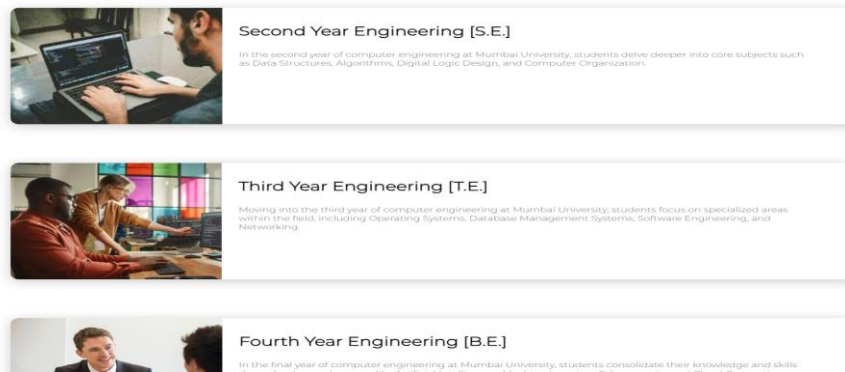 Second Year Engineering [S.E.]
In the second year of computer engineering at Mumbai University, students delve deeper into core subjects such
as Data Structures, Algorithms, Digital Logic Design, and Computer Organization.
Third Year Engineering [T.E.]
Moving into the third year of computer engineering at Mumbai University, students focus on specialized areas
within the field, including Operating Systems, Database Management Systems, Software Engineering, and
Networking.
Fourth Year Engineering [B.E.]
In the final year of computer engineering at Mumbai University, students consolidate their knowledge and skills